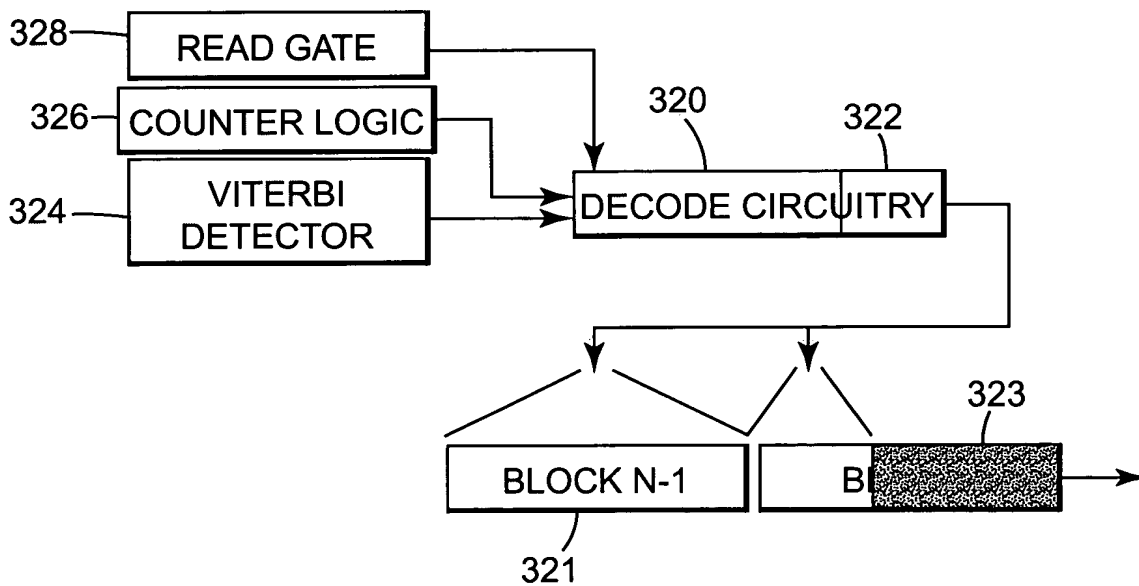 328
READ GATE
326
COUNTER LOGIC
324
VITERBI
DETECTOR
320
322
DECODE CIRCUITRY
323
BLOCK N-1
321